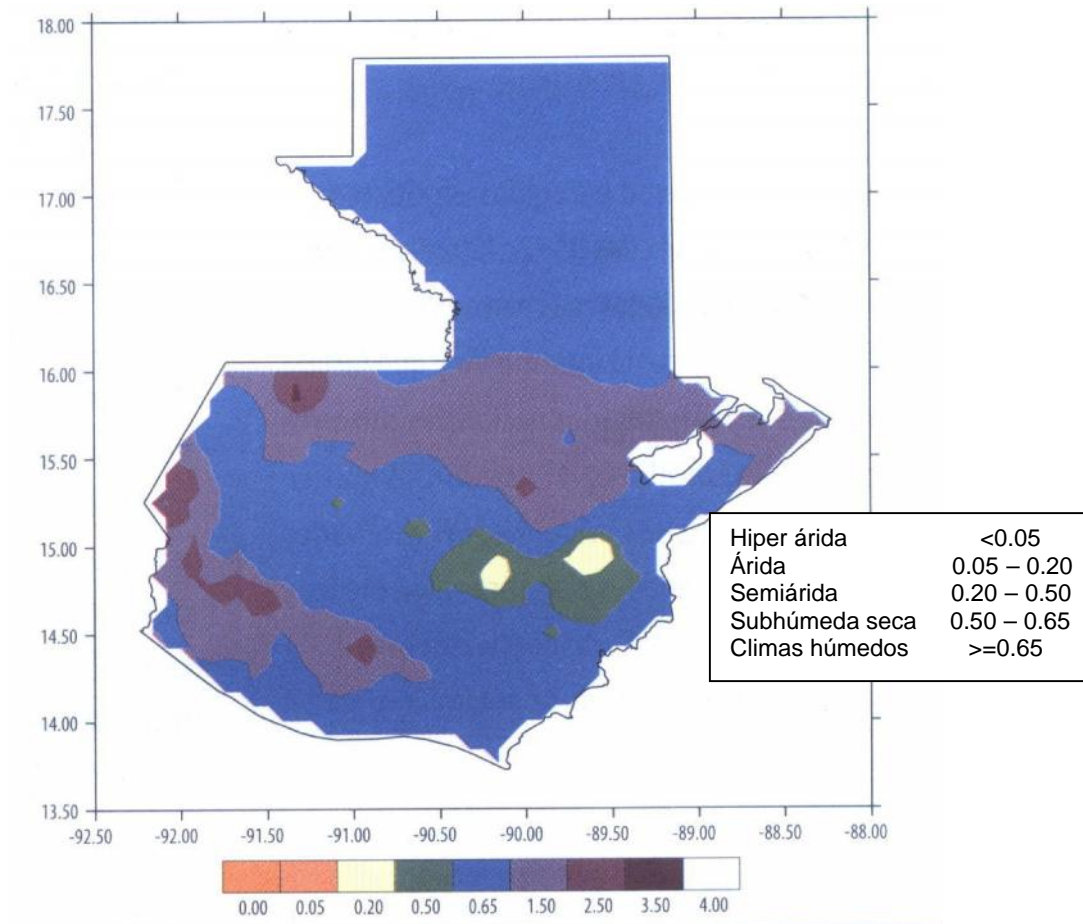 18.00
17.50
17.00
16.50
16.00
15.50
15.00
14.50
14.00
13.50
Hiper árida <0.05
Árida 0.05 – 0.20
Semiárida 0.20 – 0.50
Subhúmeda seca 0.50 – 0.65
Climas húmedos >=0.65
-92.50 -92.00 -91.50 -91.00 -90.50 -90.00 -89.50 -89.00 -88.50 -88.00
0.00 0.05 0.20 0.50 0.65 1.50 2.50 3.50 4.00